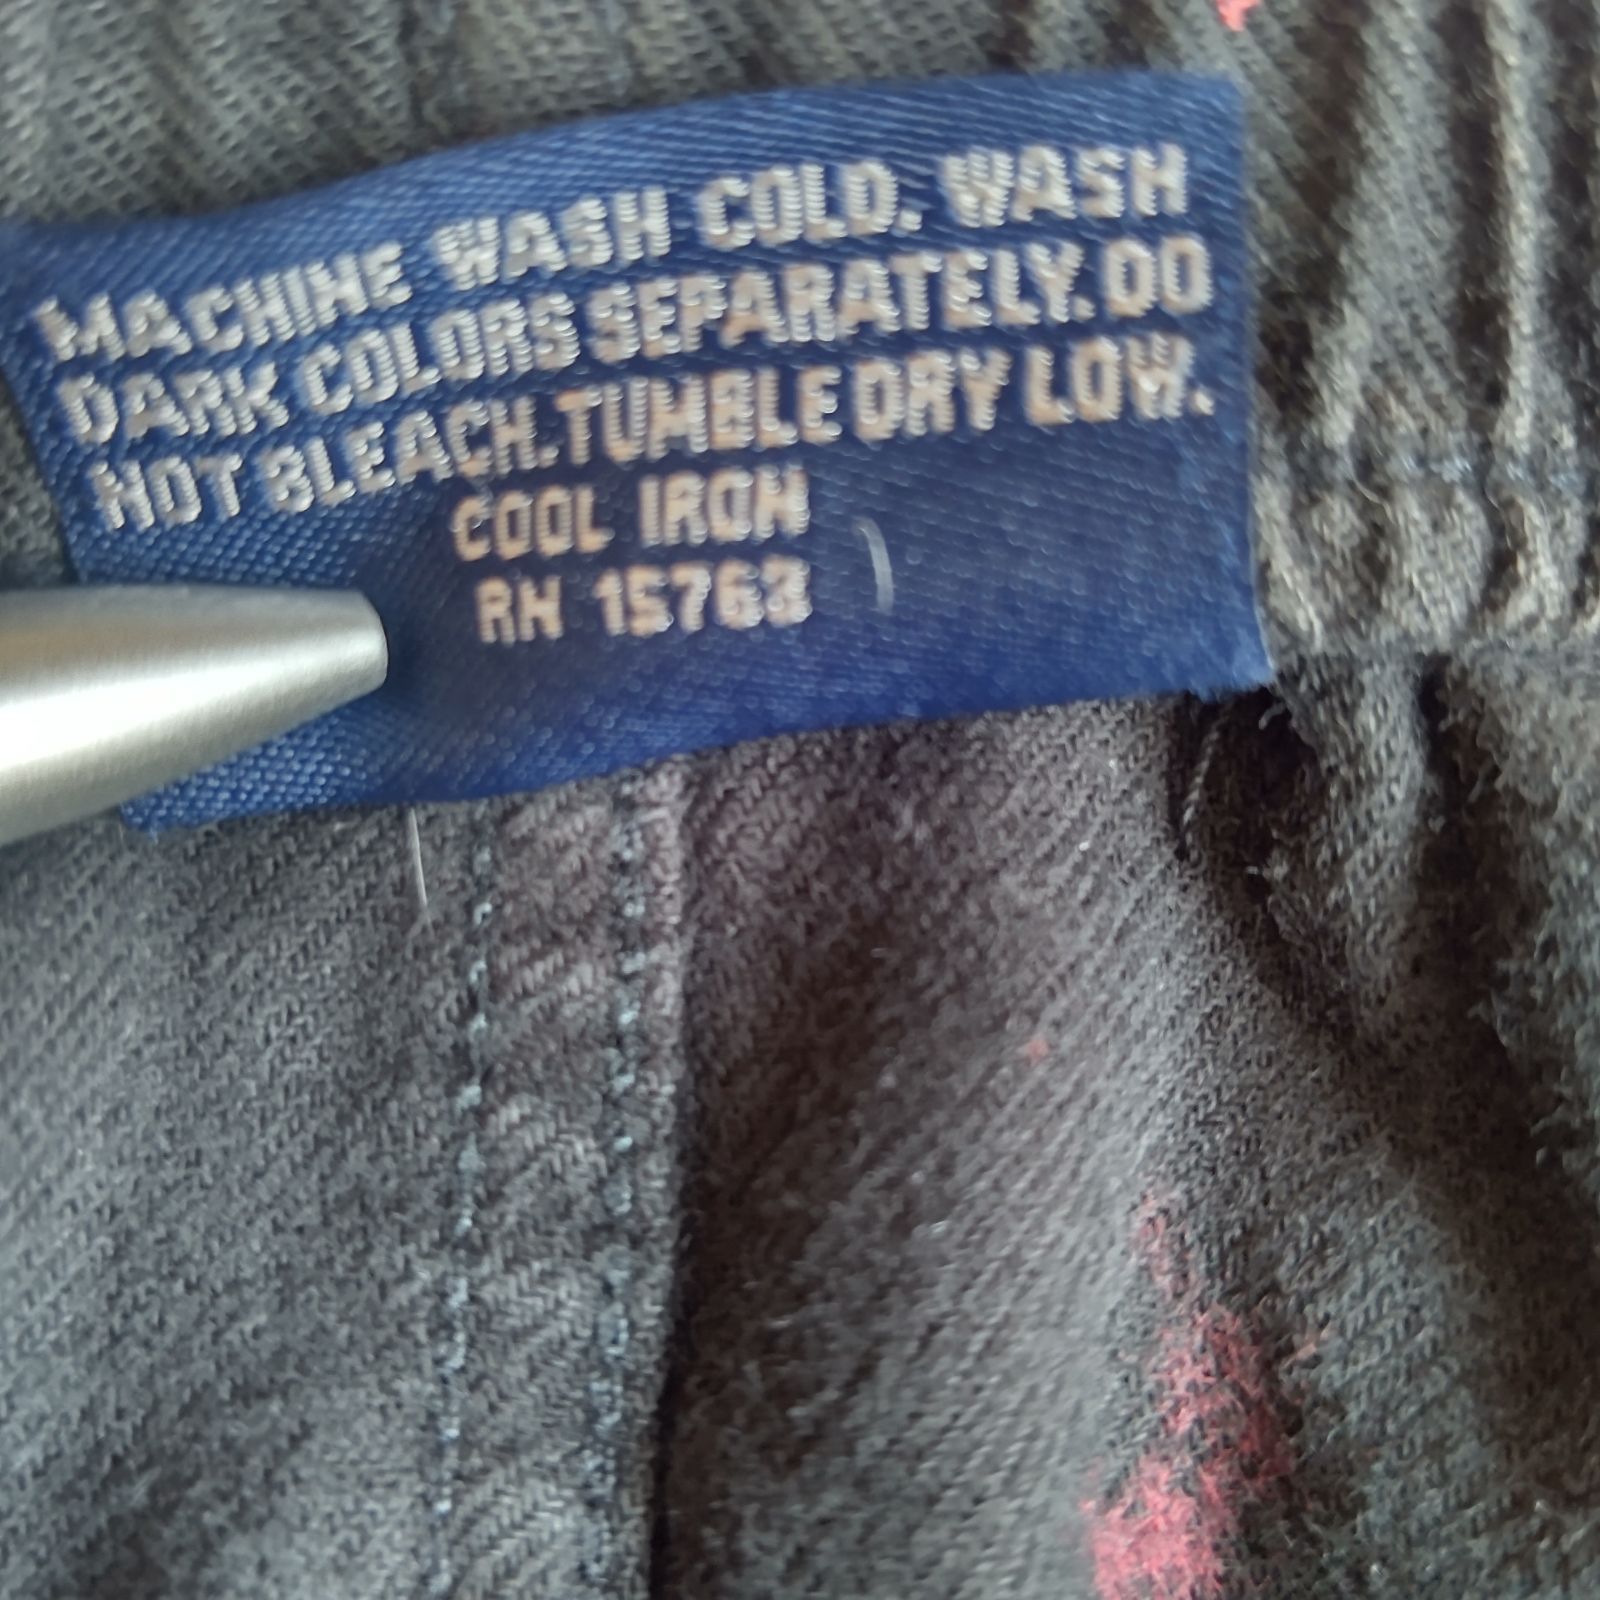 MACHINE WASH COLD. WASH
DARK COLORS SEPARATELY. DO
NOT BLEACH. TUMBLE DRY LOW.
COOL IRON
RN 15763